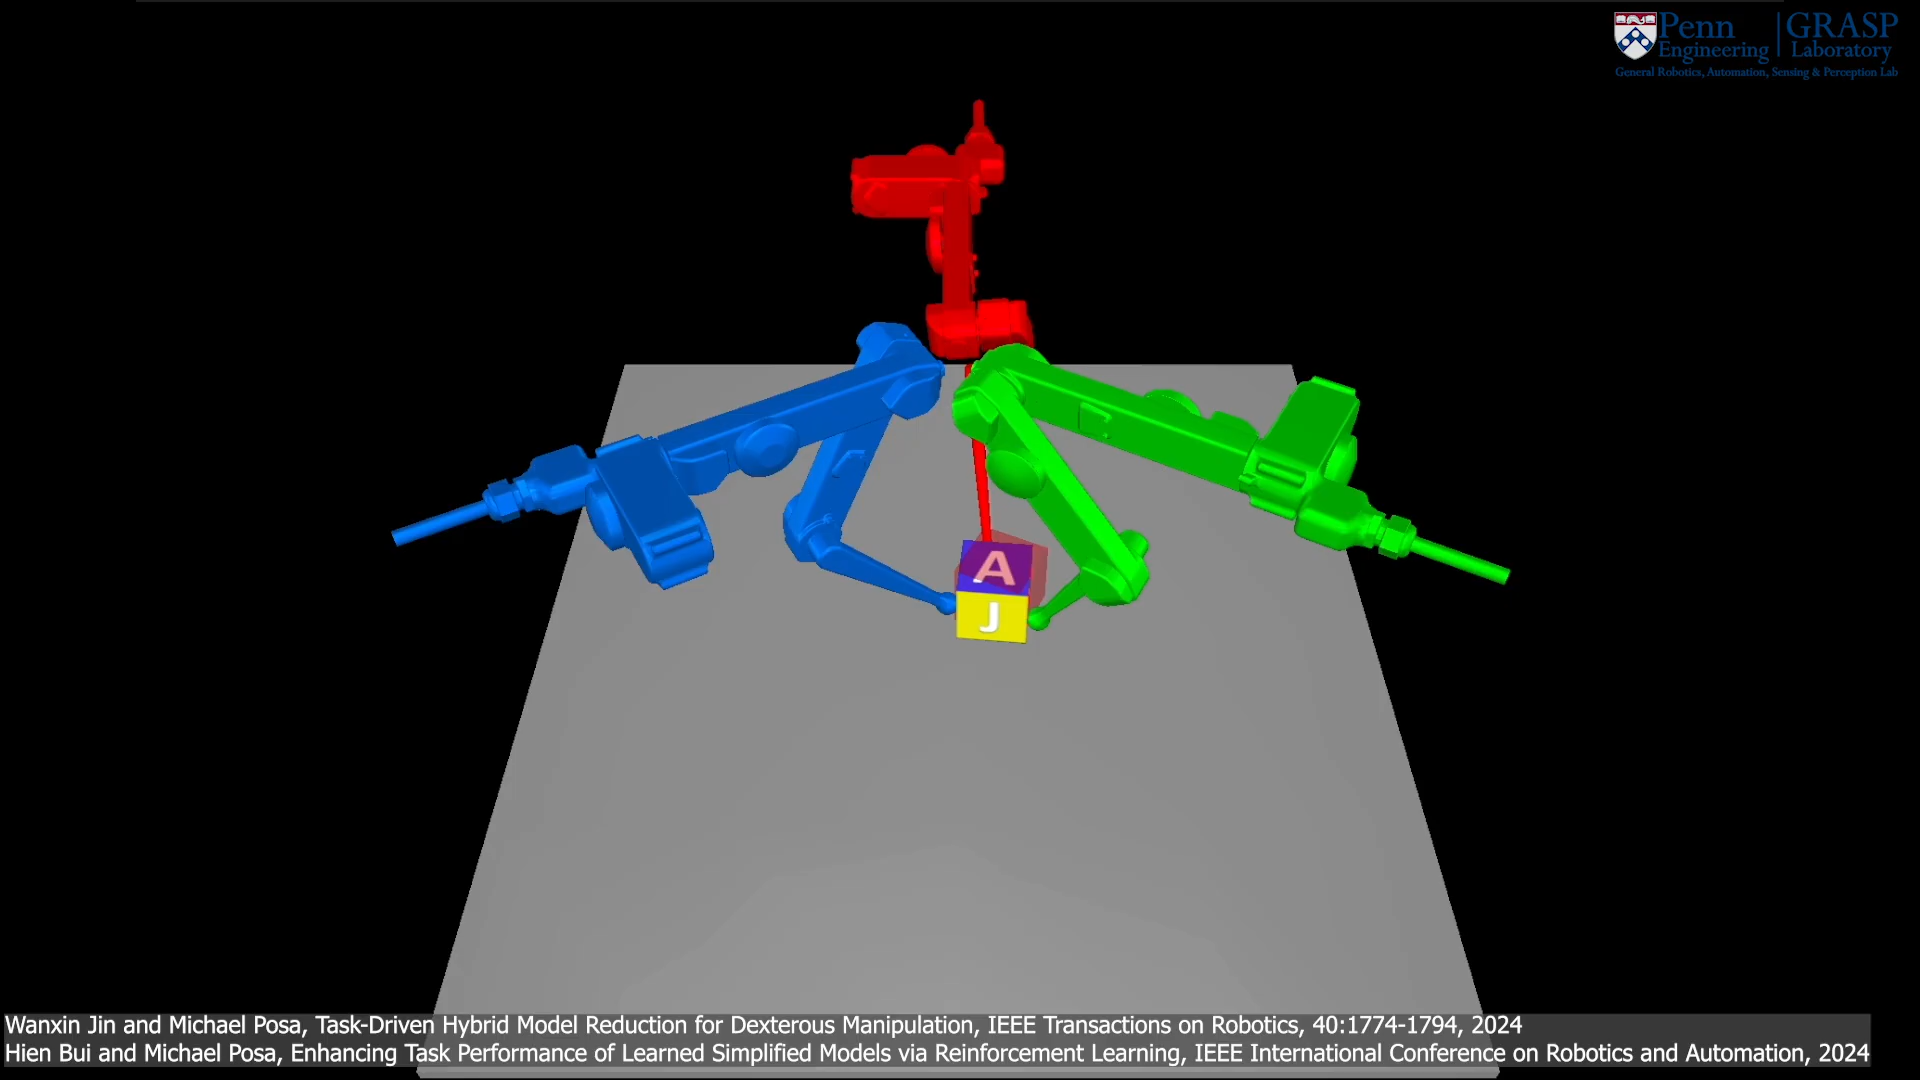 Penn
Engineering
GRASP
Laboratory
General Robotics, Automation, Sensing & Perception Lab
A
J
Wanxin Jin and Michael Posa, Task-Driven Hybrid Model Reduction for Dexterous Manipulation, IEEE Transactions on Robotics, 40:1774-1794, 2024
Hien Bui and Michael Posa, Enhancing Task Performance of Learned Simplified Models via Reinforcement Learning, IEEE International Conference on Robotics and Automation, 2024